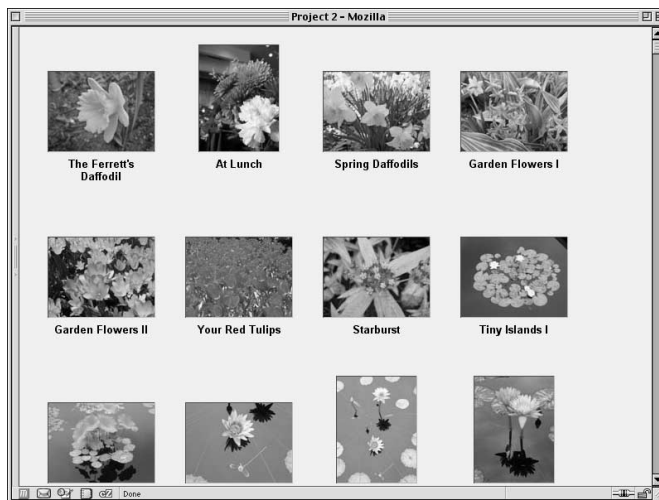 Project 2 – Mozilla
The Ferrett's
Daffodil
At Lunch
Spring Daffodils
Garden Flowers I
Garden Flowers II
Your Red Tulips
Starburst
Tiny Islands I
Done